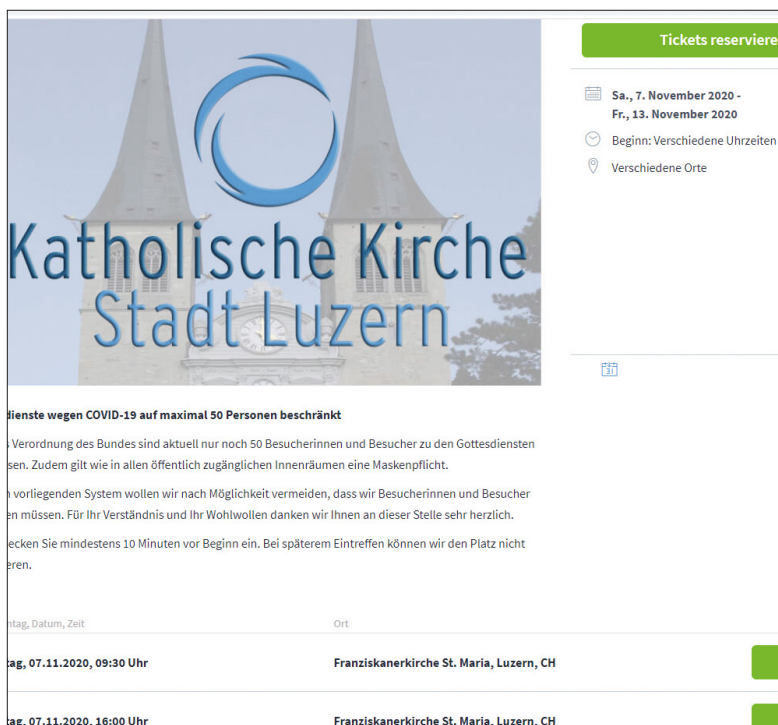 Tickets reserviere
Sa., 7. November 2020 -
Fr., 13. November 2020
Beginn: Verschiedene Uhrzeiten
Verschiedene Orte
Katholische Kirche
Stadt Luzern
31
dienste wegen COVID-19 auf maximal 50 Personen beschränkt
Verordnung des Bundes sind aktuell nur noch 50 Besucherinnen und Besucher zu den Gottesdiensten
sen. Zudem gilt wie in allen öffentlich zugänglichen Innenräumen eine Maskenpflicht.
vorliegenden System wollen wir nach Möglichkeit vermeiden, dass wir Besucherinnen und Besucher
en müssen. Für Ihr Verständnis und Ihr Wohlwollen danken wir Ihnen an dieser Stelle sehr herzlich.
ecken Sie mindestens 10 Minuten vor Beginn ein. Bei späterem Eintreffen können wir den Platz nicht
eren.
ntag, Datum, Zeit Ort
tag, 07.11.2020, 09:30 Uhr Franziskanerkirche St. Maria, Luzern, CH
tag, 07.11.2020, 16:00 Uhr Franziskanerkirche St. Maria, Luzern, CH